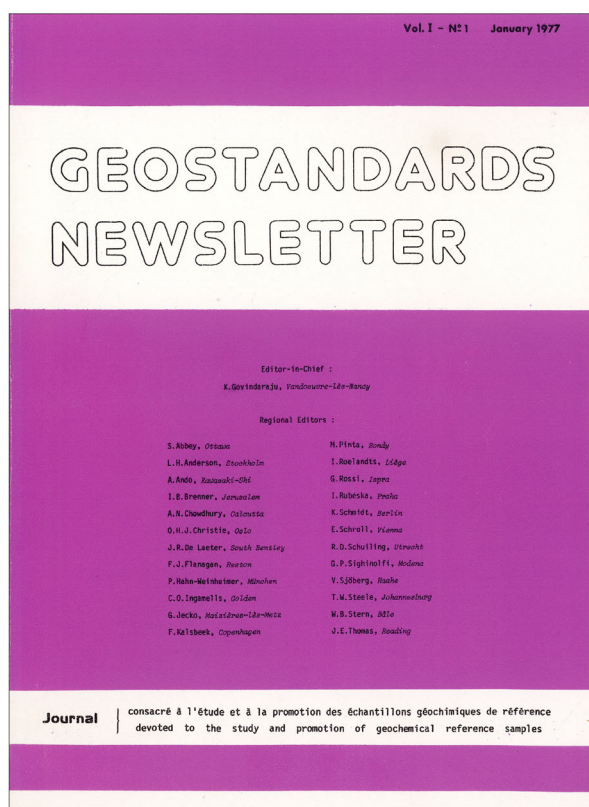 Vol. I – Nº 1 January 1977
GEOSTANDARDS
NEWSLETTER
Editor-in-Chief :
K.Govindaraju, Vandoeuvre-lès-Nancy
Regional Editors :
S.Abbey, Ottawa
L.H.Anderson, Stockholm
A.Ando, Kawasaki-Shi
I.B.Brenner, Jerusalem
A.N.Chowdhury, Calcutta
O.H.J.Christie, Oslo
J.R.De Laeter, South Bentley
F.J.Flanagan, Reston
P.Hahn-Weinheimer, München
C.O.Ingamells, Golden
G.Jecko, Maizières-lès-Metz
F.Kalsbeek, Copenhagen
M.Pinta, Bondy
I.Roelandts, Liège
G.Rossi, Ispra
I.Rubeska, Praha
K.Schmidt, Berlin
E.Schroll, Vienna
R.D.Schuiling, Utrecht
G.P.Sighinolfi, Modena
V.Sjöberg, Raahe
T.W.Steele, Johannesburg
W.B.Stern, Bâle
J.E.Thomas, Reading
Journal
consacré à l'étude et à la promotion des échantillons géochimiques de référence
devoted to the study and promotion of geochemical reference samples